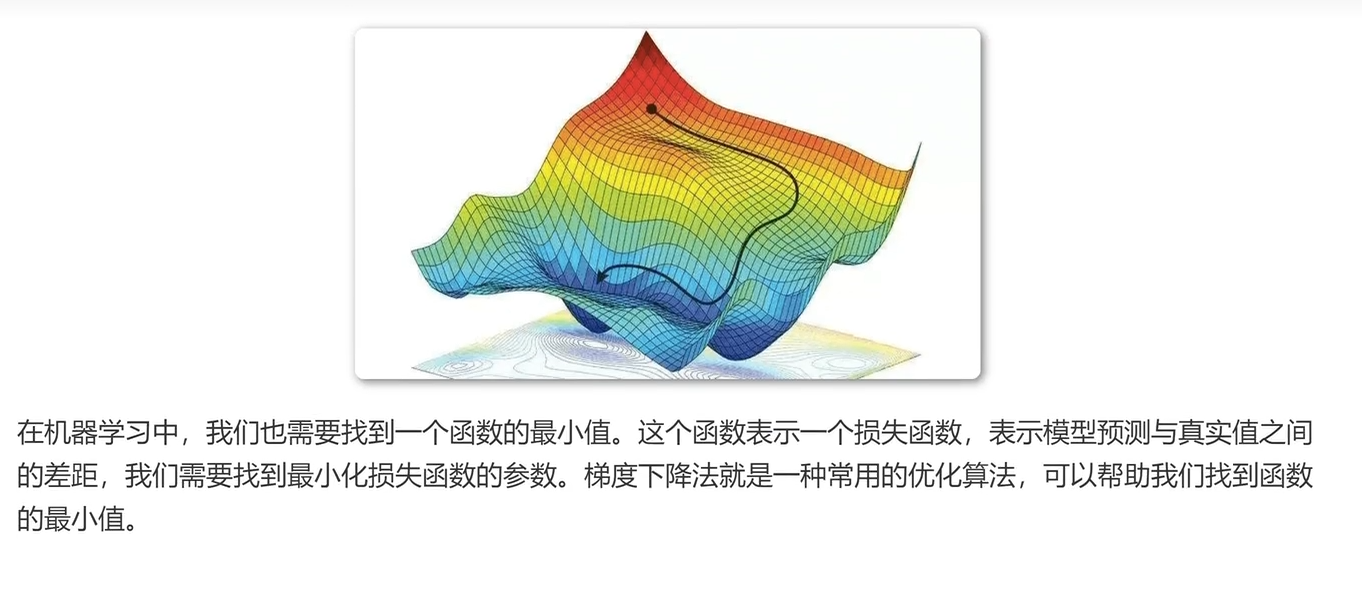 在机器学习中，我们也需要找到一个函数的最小值。这个函数表示一个损失函数，表示模型预测与真实值之间
的差距，我们需要找到最小化损失函数的参数。梯度下降法就是一种常用的优化算法，可以帮助我们找到函数
的最小值。